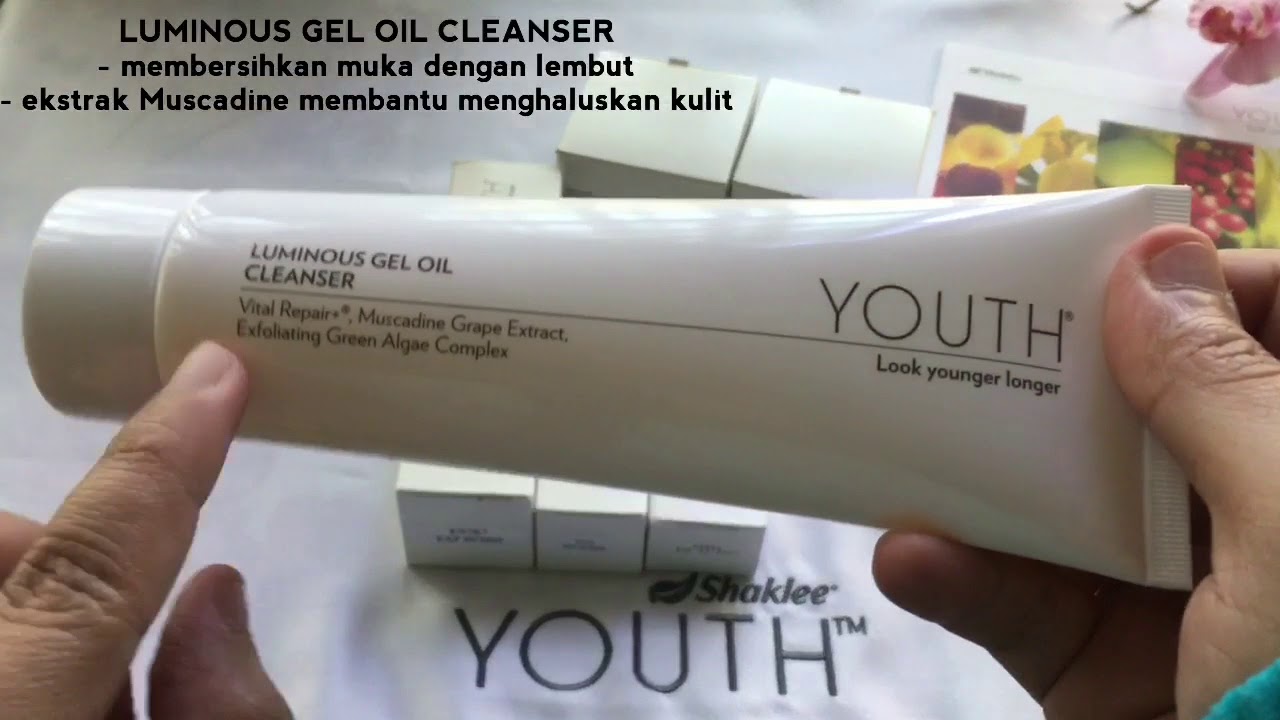 LUMINOUS GEL OIL CLEANSER
- membersihkan muka dengan lembut
- ekstrak Muscadine membantu menghaluskan kulit
LUMINOUS GEL OIL
CLEANSER
Vital Repair+®, Muscadine Grape Extract,
Exfoliating Green Algae Complex
YOUTH®
Look younger longer
Shaklee
YOUTH™